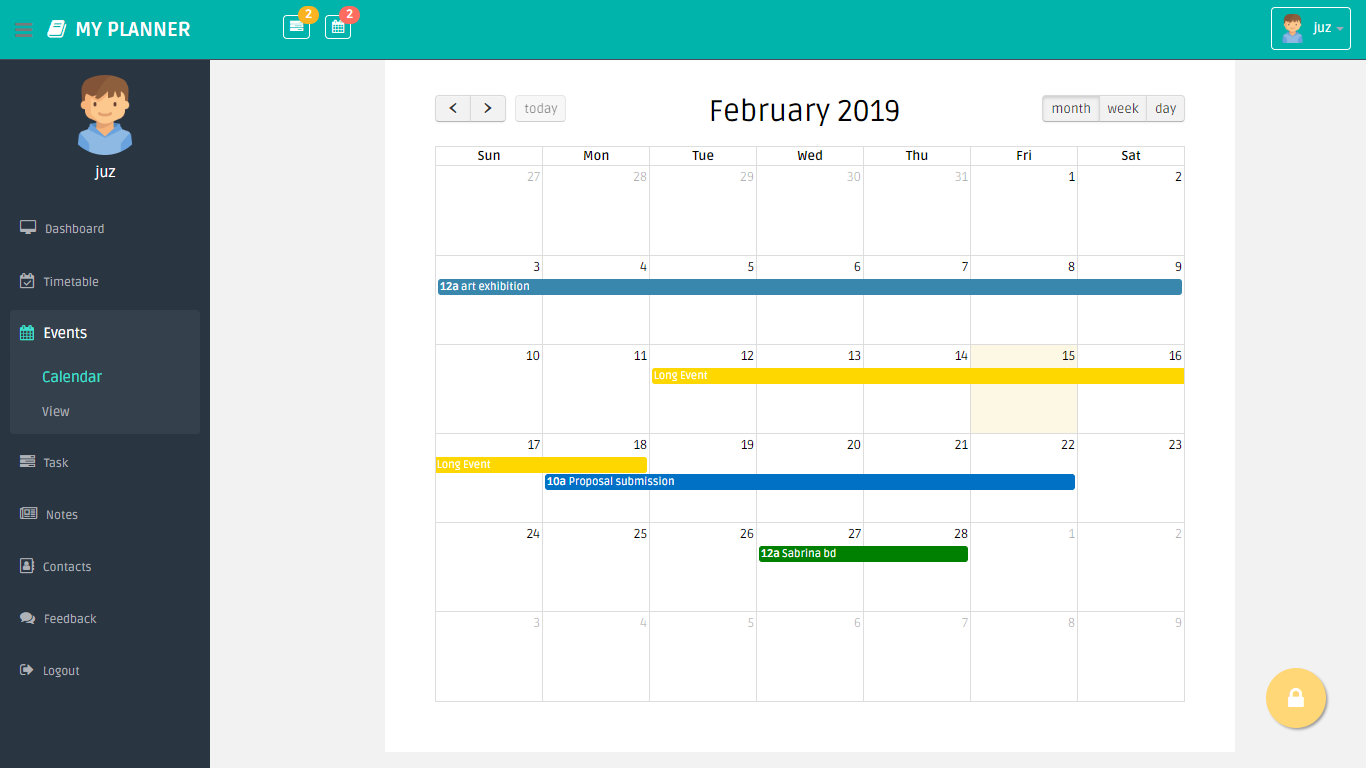 MY PLANNER
2
2
juz
juz
Dashboard
Timetable
Events
Calendar
View
Task
Notes
Contacts
Feedback
Logout
today
February 2019
month week day
Sun Mon Tue Wed Thu Fri Sat
27 28 29 30 31 1 2
3 4 5 6 7 8 9
12a art exhibition
10 11 12 13 14 15 16
Long Event
17 18 19 20 21 22 23
Long Event
10a Proposal submission
24 25 26 27 28 1 2
12a Sabrina bd
3 4 5 6 7 8 9